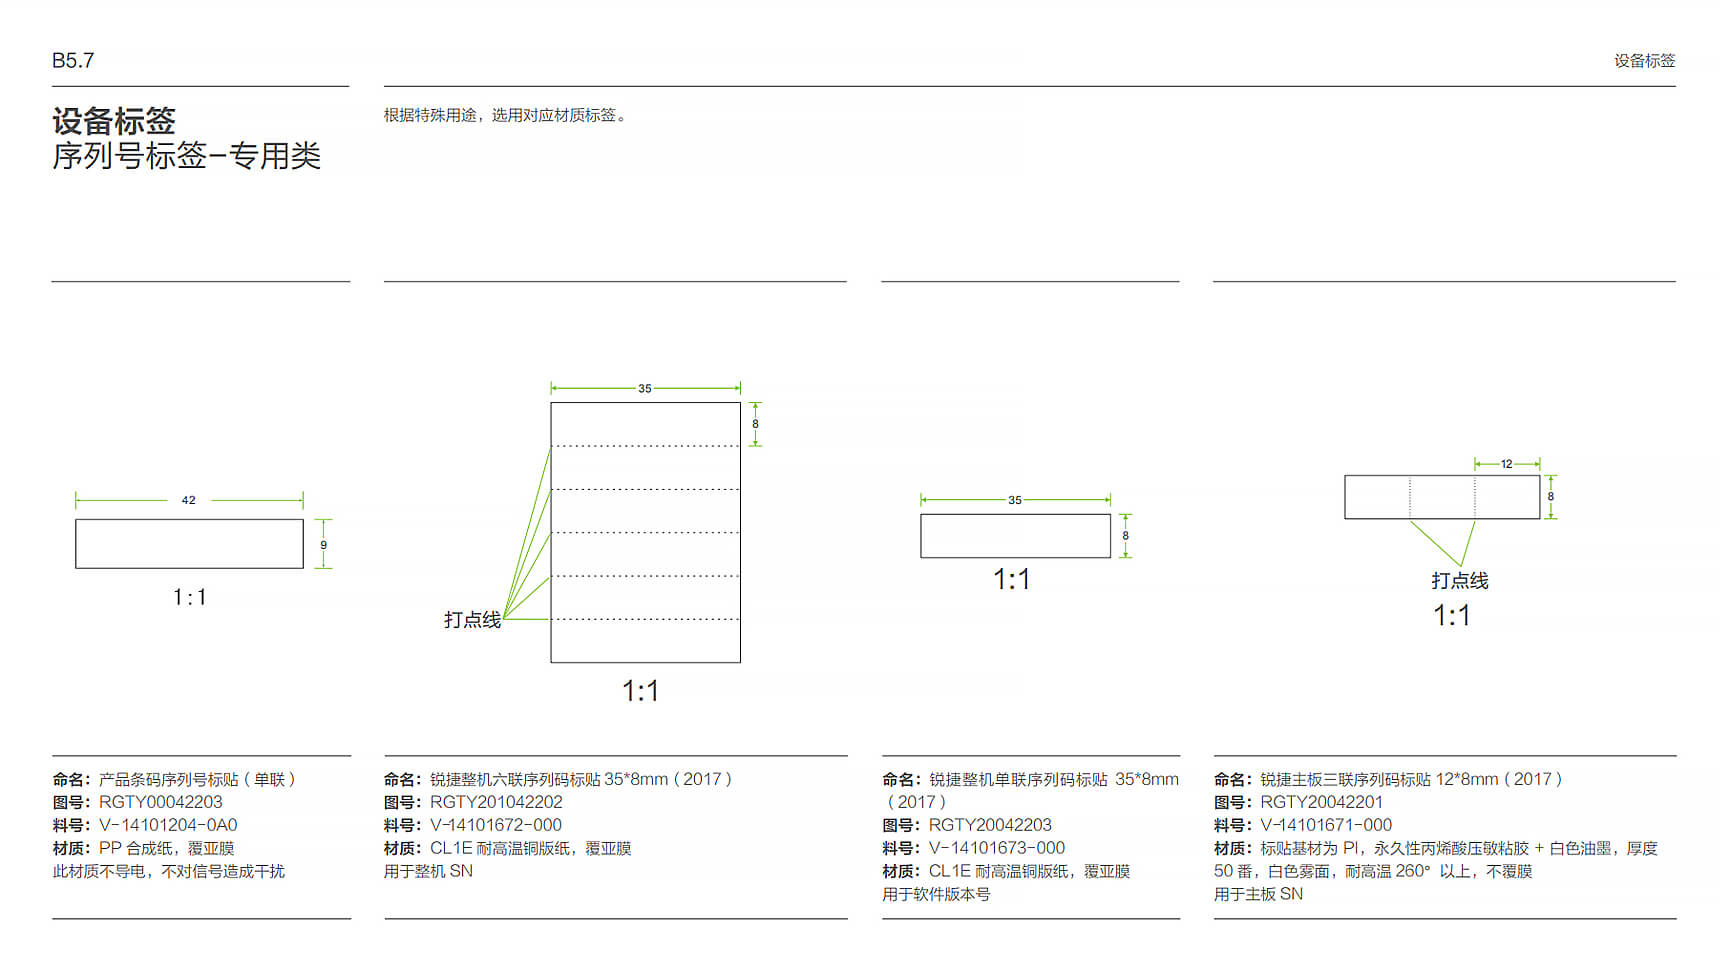 B5.7
设备标签
设备标签
序列号标签-专用类
根据特殊用途，选用对应材质标签。
42
9
1:1
35
8
打点线
1:1
35
8
1:1
12
8
打点线
1:1
命名：产品条码序列号标贴（单联）
图号：RGTY00042203
料号：V-14101204-0A0
材质：PP 合成纸，覆亚膜
此材质不导电，不对信号造成干扰
命名：锐捷整机六联序列码标贴 35*8mm（2017）
图号：RGTY201042202
料号：V-14101672-000
材质：CL1E 耐高温铜版纸，覆亚膜
用于整机 SN
命名：锐捷整机单联序列码标贴 35*8mm
（2017）
图号：RGTY20042203
料号：V-14101673-000
材质：CL1E 耐高温铜版纸，覆亚膜
用于软件版本号
命名：锐捷主板三联序列码标贴 12*8mm（2017）
图号：RGTY20042201
料号：V-14101671-000
材质：标贴基材为 PI，永久性丙烯酸压敏粘胶 + 白色油墨，厚度
50 番，白色雾面，耐高温 260° 以上，不覆膜
用于主板 SN